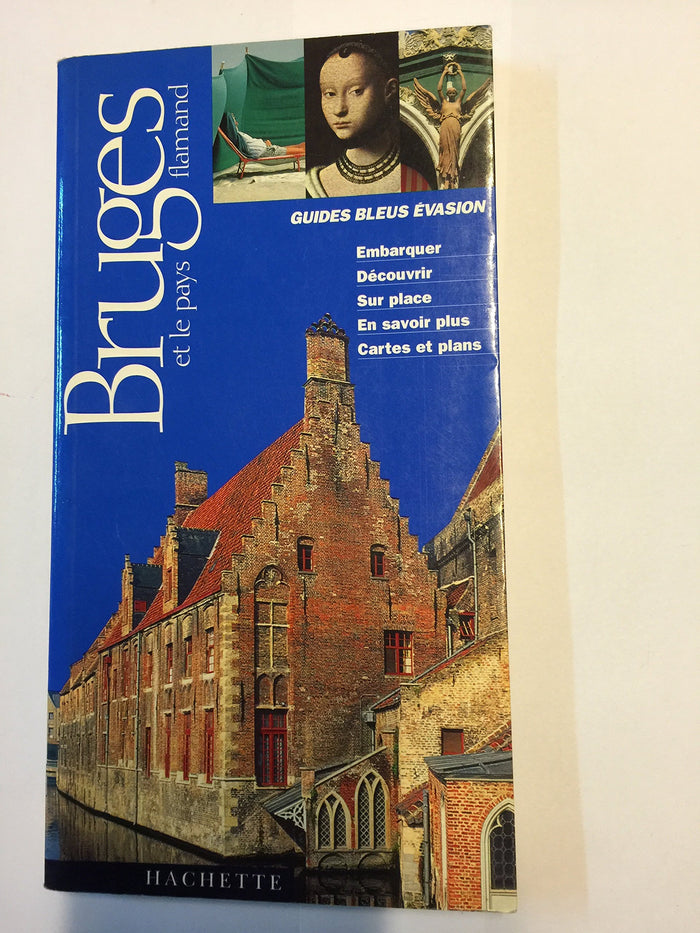 Bruges
et le pays flamand
GUIDES BLEUS ÉVASION
Embarquer
Découvrir
Sur place
En savoir plus
Cartes et plans
HACHETTE